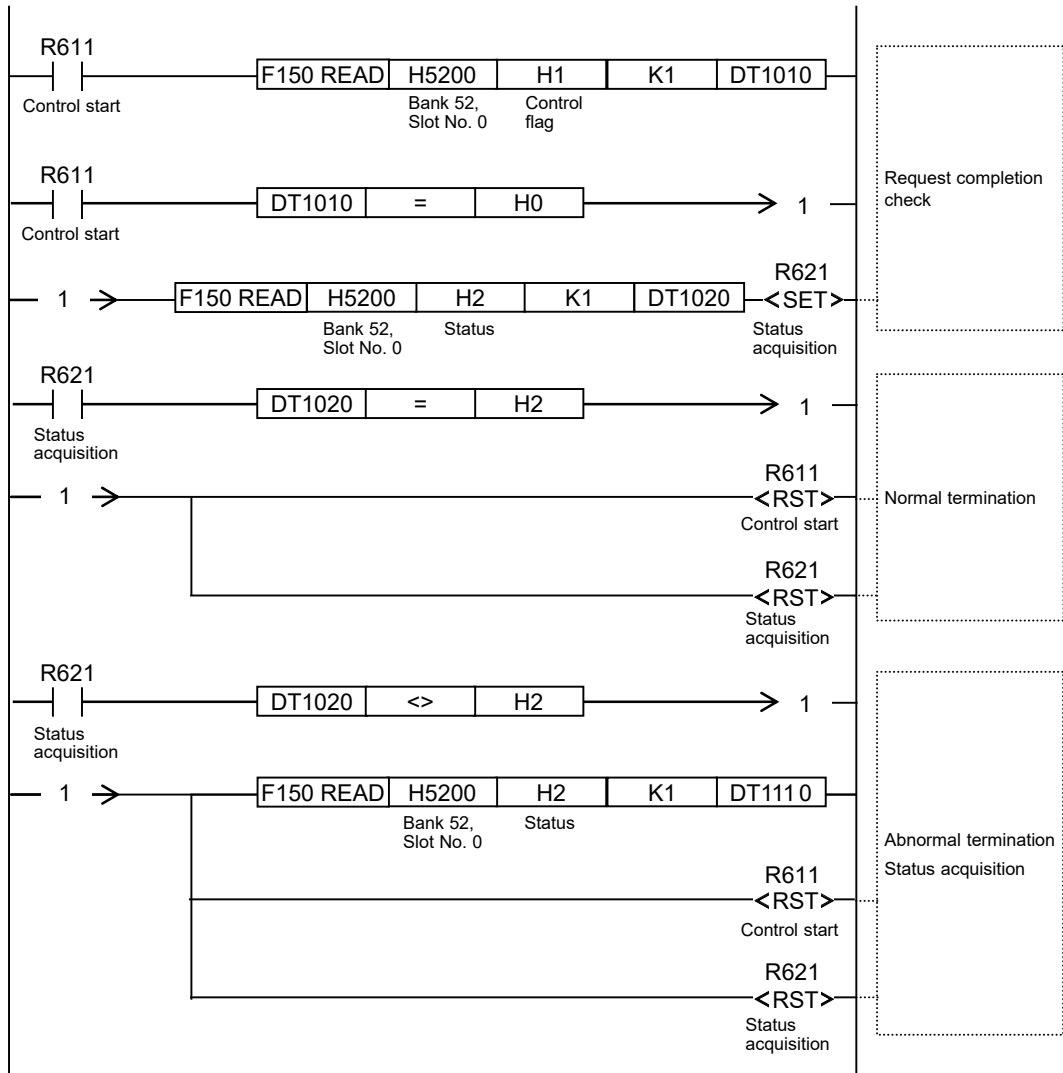 R611
F150 READ H5200 H1 K1 DT1010
Control start
Bank 52,
Slot No. 0
Control
flag
R611
DT1010 = H0 1
Control start
Request completion
check
1 F150 READ H5200 H2 K1 DT1020 R621
<SET>
Bank 52,
Slot No. 0
Status
Status
acquisition
R621
DT1020 = H2 1
Status
acquisition
1
R611
<RST>
Control start
Normal termination
R621
<RST>
Status
acquisition
R621
DT1020 <> H2 1
Status
acquisition
1 F150 READ H5200 H2 K1 DT111 0
Bank 52,
Slot No. 0
Status
Abnormal termination
Status acquisition
R611
<RST>
Control start
R621
<RST>
Status
acquisition